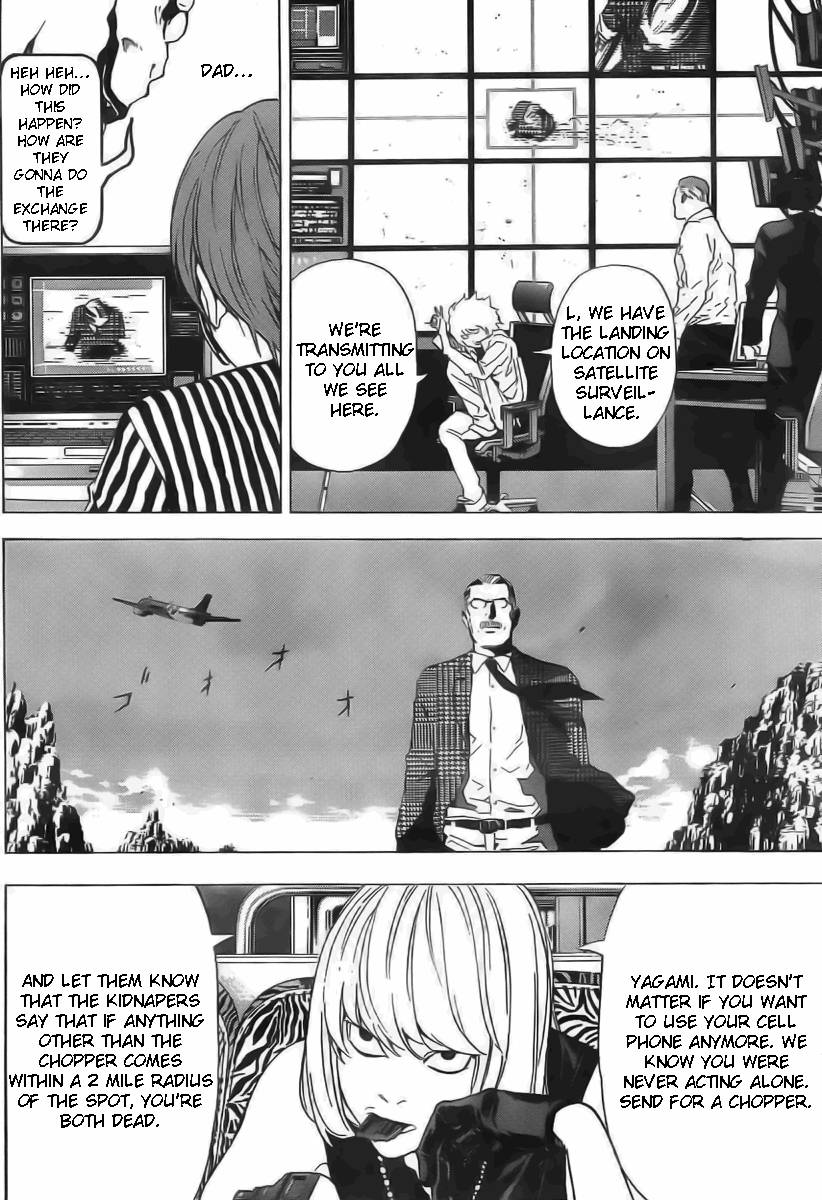 L, WE HAVE
THE LANDING
LOCATION ON
SATELLITE
SURVEIL-
LANCE.
WE'RE
TRANSMITTING
TO YOU ALL
WE SEE
HERE.
DAD...
HEH HEH...
HOW DID
THIS
HAPPEN?
HOW ARE
THEY
GONNA DO
THE
EXCHANGE
THERE?
ブオオオ
YAGAMI. IT DOESN'T
MATTER IF YOU WANT
TO USE YOUR CELL
PHONE ANYMORE. WE
KNOW YOU WERE
NEVER ACTING ALONE.
SEND FOR A CHOPPER.
AND LET THEM KNOW
THAT THE KIDNAPERS
SAY THAT IF ANYTHING
OTHER THAN THE
CHOPPER COMES
WITHIN A 2 MILE RADIUS
OF THE SPOT, YOU'RE
BOTH DEAD.